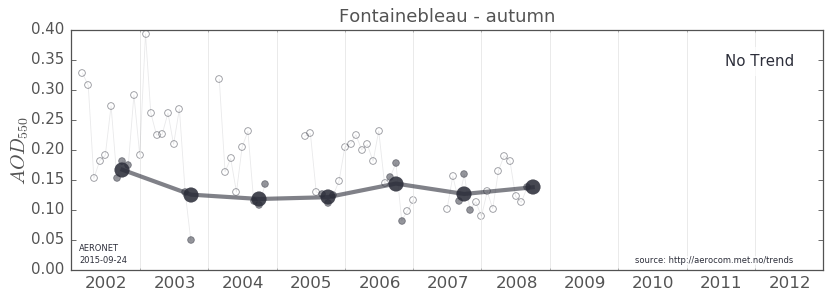 Fontainebleau - autumn
0.40
0.35
0.30
0.25
0.20
0.15
0.10
0.05
0.00
AOD550
No Trend
AERONET
2015-09-24
source: http://aerocom.met.no/trends
2002 2003 2004 2005 2006 2007 2008 2009 2010 2011 2012